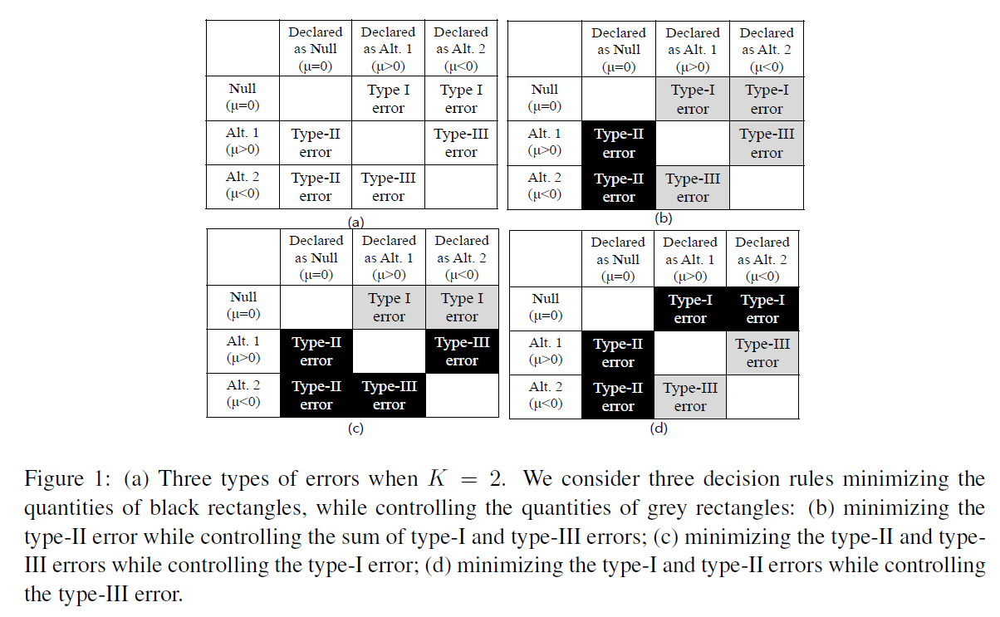 Declared as Null (μ=0) Declared as Alt. 1 (μ>0) Declared as Alt. 2 (μ<0)
Null (μ=0) Type I error Type I error
Alt. 1 (μ>0) Type-II error Type-III error
Alt. 2 (μ<0) Type-II error Type-III error
(a)
Declared as Null (μ=0) Declared as Alt. 1 (μ>0) Declared as Alt. 2 (μ<0)
Null (μ=0) Type-I error Type-I error
Alt. 1 (μ>0) Type-II error Type-III error
Alt. 2 (μ<0) Type-II error Type-III error
(b)
Declared as Null (μ=0) Declared as Alt. 1 (μ>0) Declared as Alt. 2 (μ<0)
Null (μ=0) Type I error Type I error
Alt. 1 (μ>0) Type-II error Type-III error
Alt. 2 (μ<0) Type-II error Type-III error
(c)
Declared as Null (μ=0) Declared as Alt. 1 (μ>0) Declared as Alt. 2 (μ<0)
Null (μ=0) Type-I error Type-I error
Alt. 1 (μ>0) Type-II error Type-III error
Alt. 2 (μ<0) Type-II error Type-III error
(d)
Figure 1: (a) Three types of errors when K = 2. We consider three decision rules minimizing the
quantities of black rectangles, while controlling the quantities of grey rectangles: (b) minimizing the
type-II error while controlling the sum of type-I and type-III errors; (c) minimizing the type-II and type-
III errors while controlling the type-I error; (d) minimizing the type-I and type-II errors while controlling
the type-III error.